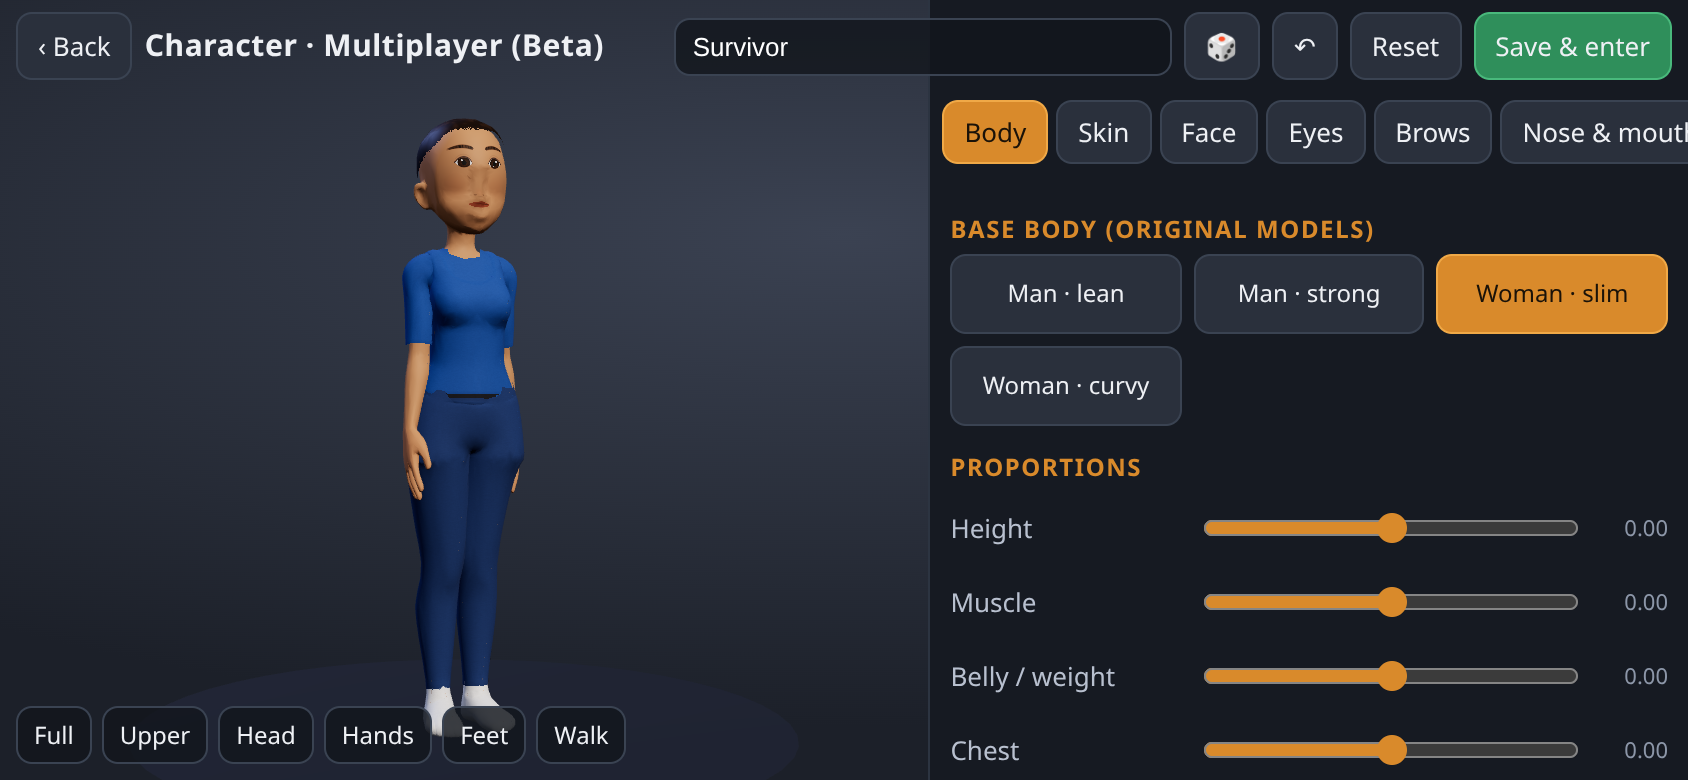 ‹ Back Character · Multiplayer (Beta) Survivor Reset Save & enter
Body Skin Face Eyes Brows Nose & mouth
BASE BODY (ORIGINAL MODELS)
Man · lean Man · strong Woman · slim
Woman · curvy
PROPORTIONS
Height 0.00
Muscle 0.00
Belly / weight 0.00
Chest 0.00
Full Upper Head Hands Feet Walk